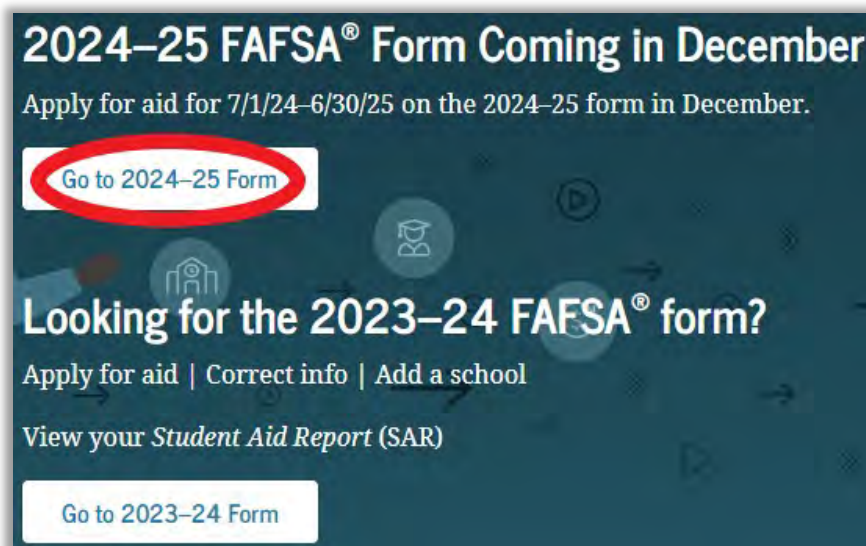 2024–25 FAFSA® Form Coming in December
Apply for aid for 7/1/24–6/30/25 on the 2024–25 form in December.
Go to 2024–25 Form
Looking for the 2023–24 FAFSA® form?
Apply for aid | Correct info | Add a school
View your Student Aid Report (SAR)
Go to 2023–24 Form